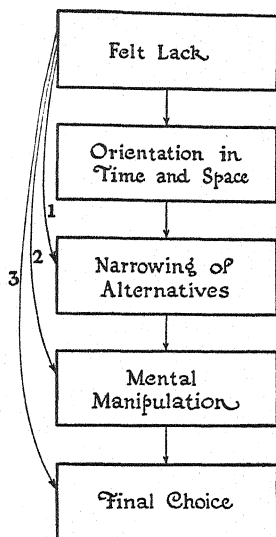 Felt Lack
Orientation in
Time and Space
1
Narrowing of
Alternatives
2
3
Mental
Manipulation
Final Choice